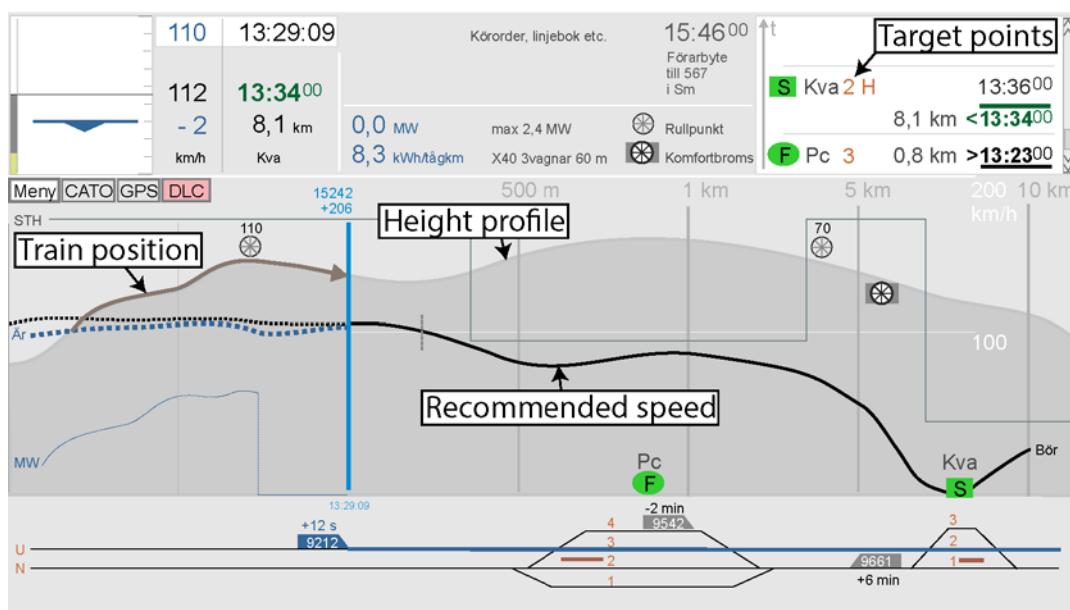 110 13:29:09
112 13:34 00
- 2 8,1 km
km/h Kva
Körorder, linjebok etc. 15:46 00
Förarbyte
till 567
i Sm
0,0 MW max 2,4 MW Rullpunkt
8,3 kWh/tågkm X40 3vagnar 60 m Komfortbroms
t
Target points
S Kva 2 H 13:36 00
8,1 km <13:34 00
F Pc 3 0,8 km >13:23 00
Meny CATO GPS DLC
15242
+206
500 m 1 km 5 km 200 10 km
km/h
STH
Train position
110
Height profile
70
Är
100
Recommended speed
MW
Pc
F
Kva
S
Bör
13:29:09
+12 s
9212
-2 min
9542
4
3
2
1
U
N
9661
+6 min
3
2
1